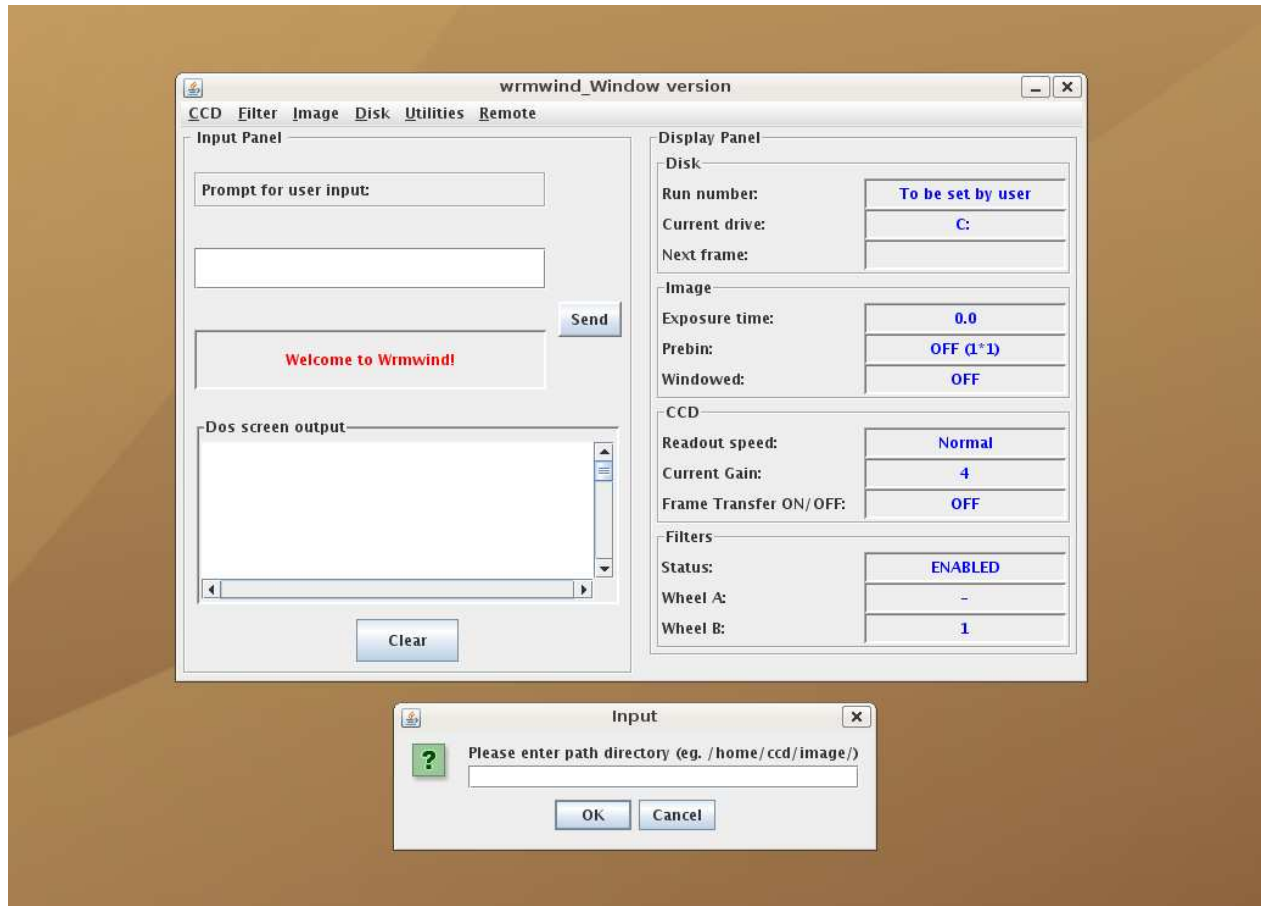 wrmwind_Window version
CCD Filter Image Disk Utilities Remote
Input Panel
Prompt for user input:
Send
Welcome to Wrmwind!
Dos screen output
Clear
Display Panel
Disk
Run number: To be set by user
Current drive: C:
Next frame:
Image
Exposure time: 0.0
Prebin: OFF (1*1)
Windowed: OFF
CCD
Readout speed: Normal
Current Gain: 4
Frame Transfer ON/OFF: OFF
Filters
Status: ENABLED
Wheel A: -
Wheel B: 1
Input
? Please enter path directory (eg. /home/ccd/image/)
OK Cancel